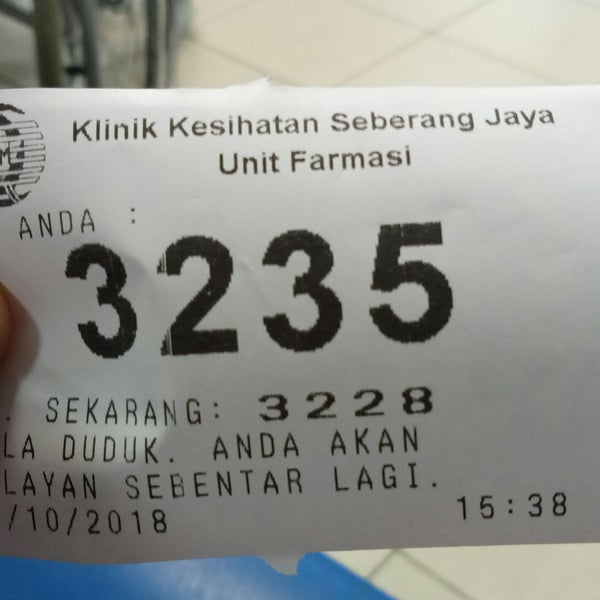 Klinik Kesihatan Seberang Jaya
Unit Farmasi
ANDA :
3235
. SEKARANG: 3228
LA DUDUK. ANDA AKAN
LAYAN SEBENTAR LAGI.
/10/2018 15:38